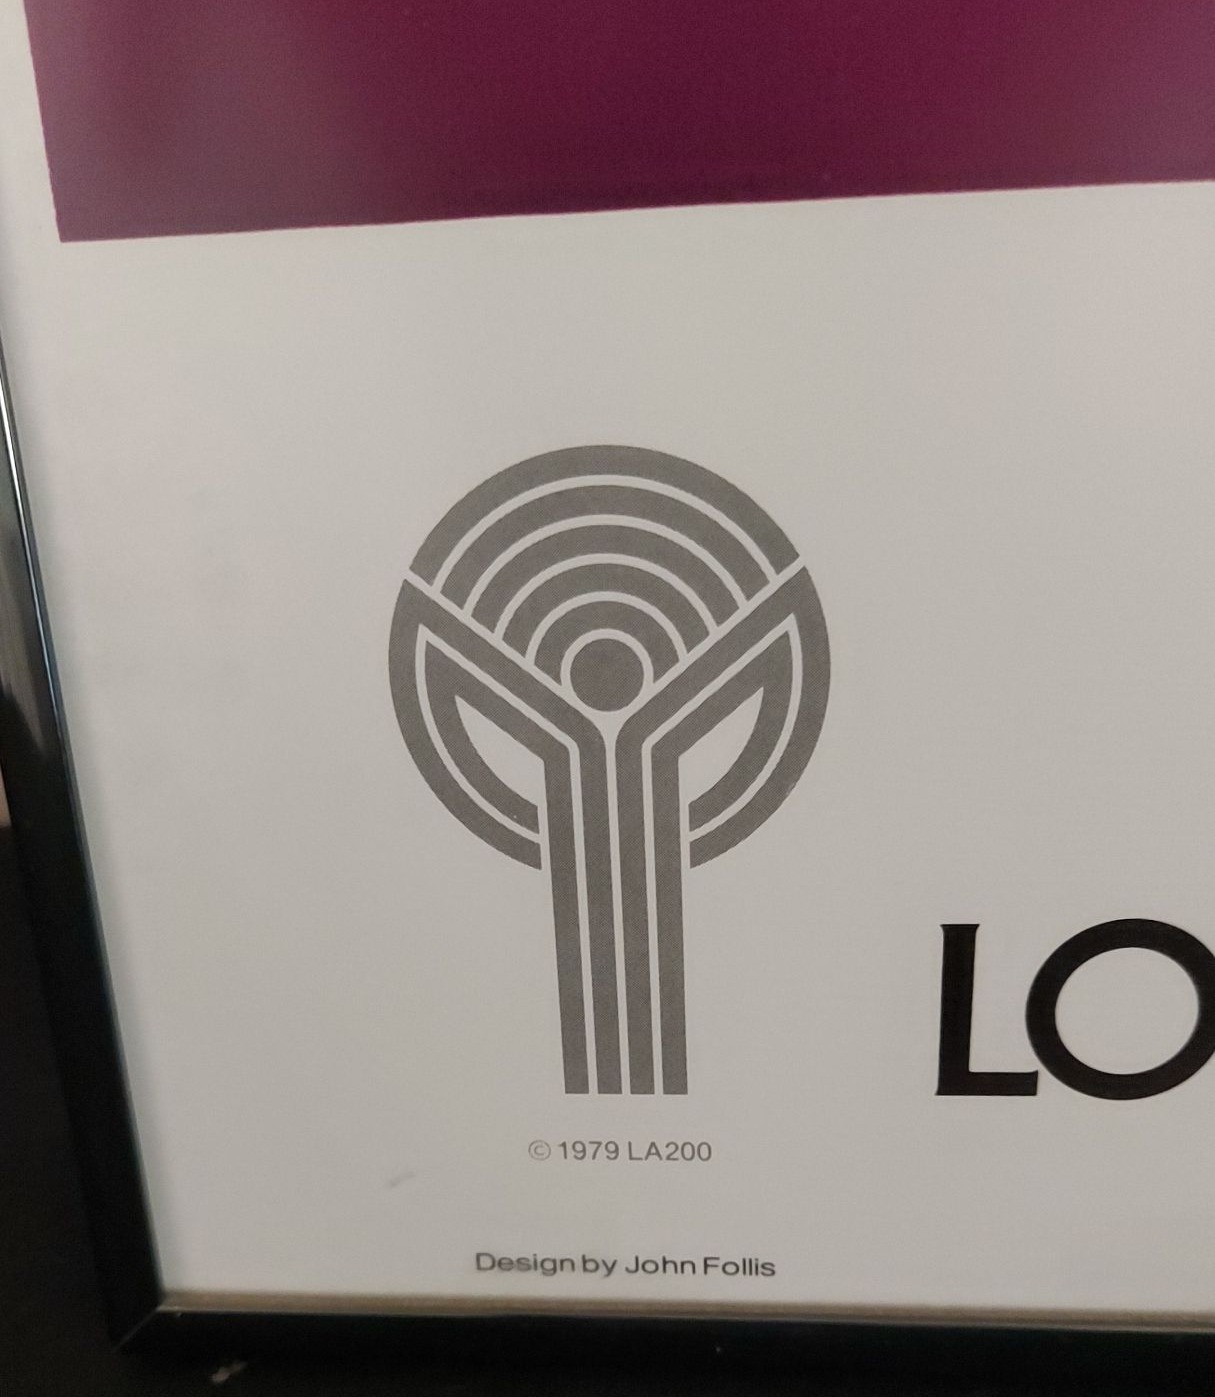 LO
© 1979 LA200
Design by John Follis